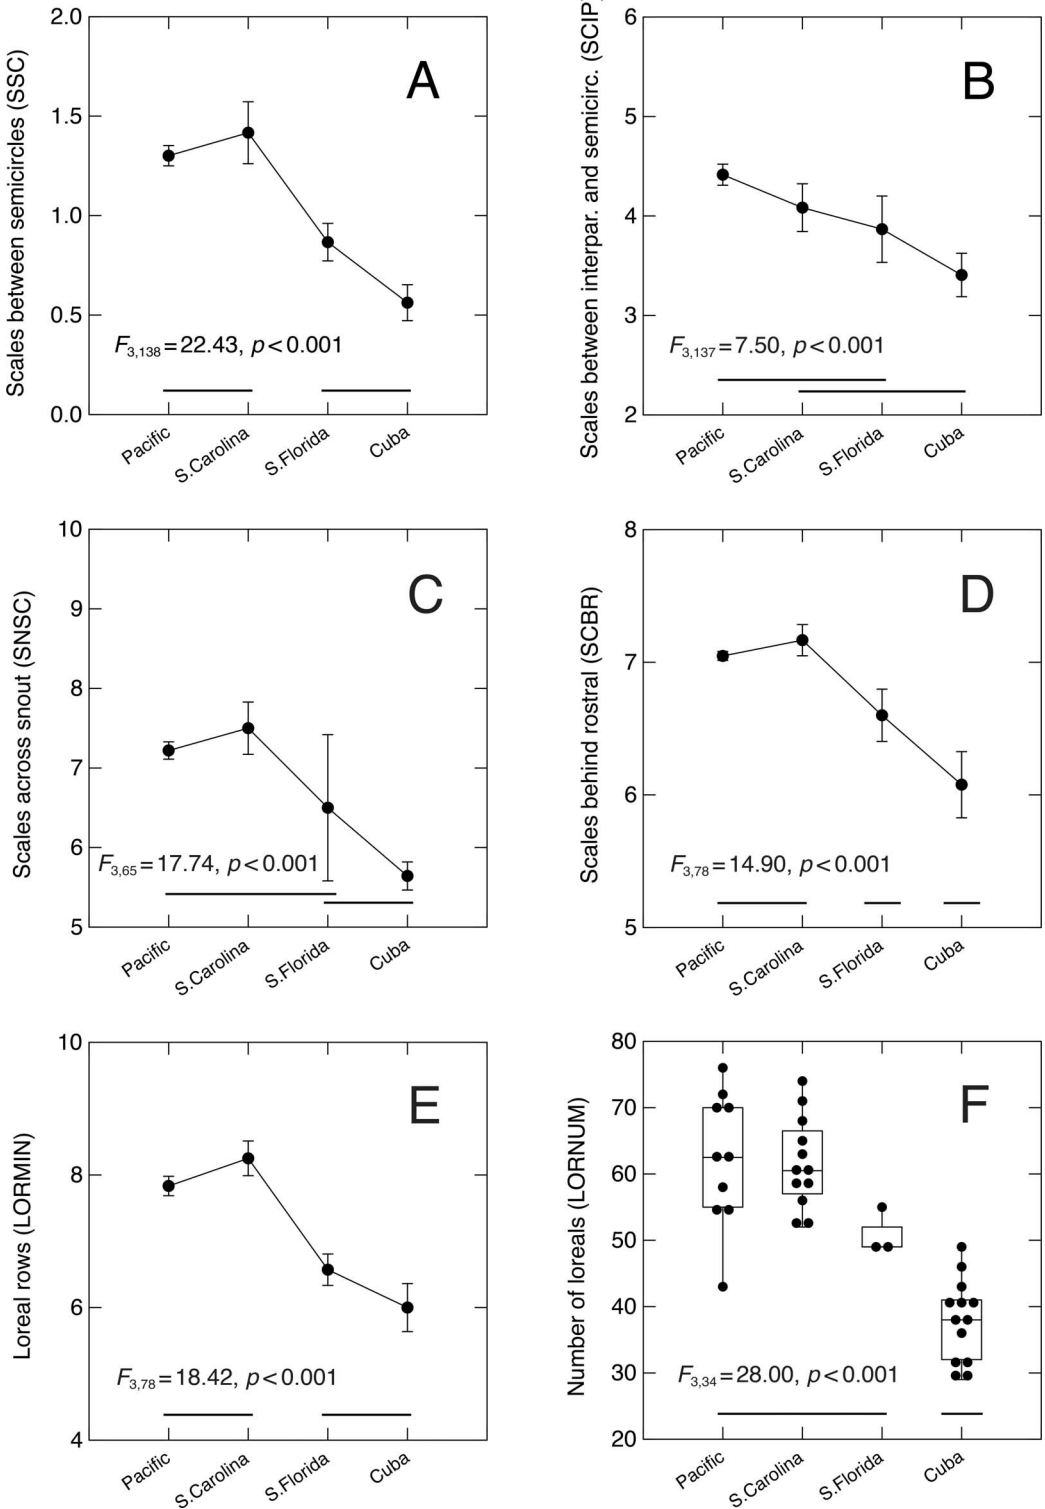 Scales between semicircles (SSC)
2.0
1.5
1.0
0.5
0.0
A
F3,138=22.43, p<0.001
Pacific
S.Carolina
S.Florida
Cuba
Scales between interpar. and semicirc. (SCIP)
6
5
4
3
2
B
F3,137=7.50, p<0.001
Pacific
S.Carolina
S.Florida
Cuba
Scales across snout (SNSC)
10
9
8
7
6
5
C
F3,65=17.74, p<0.001
Pacific
S.Carolina
S.Florida
Cuba
Scales behind rostral (SCBR)
8
7
6
5
D
F3,78=14.90, p<0.001
Pacific
S.Carolina
S.Florida
Cuba
Loreal rows (LORMIN)
10
8
6
4
E
F3,78=18.42, p<0.001
Pacific
S.Carolina
S.Florida
Cuba
Number of loreals (LORNUM)
80
70
60
50
40
30
20
F
F3,34=28.00, p<0.001
Pacific
S.Carolina
S.Florida
Cuba